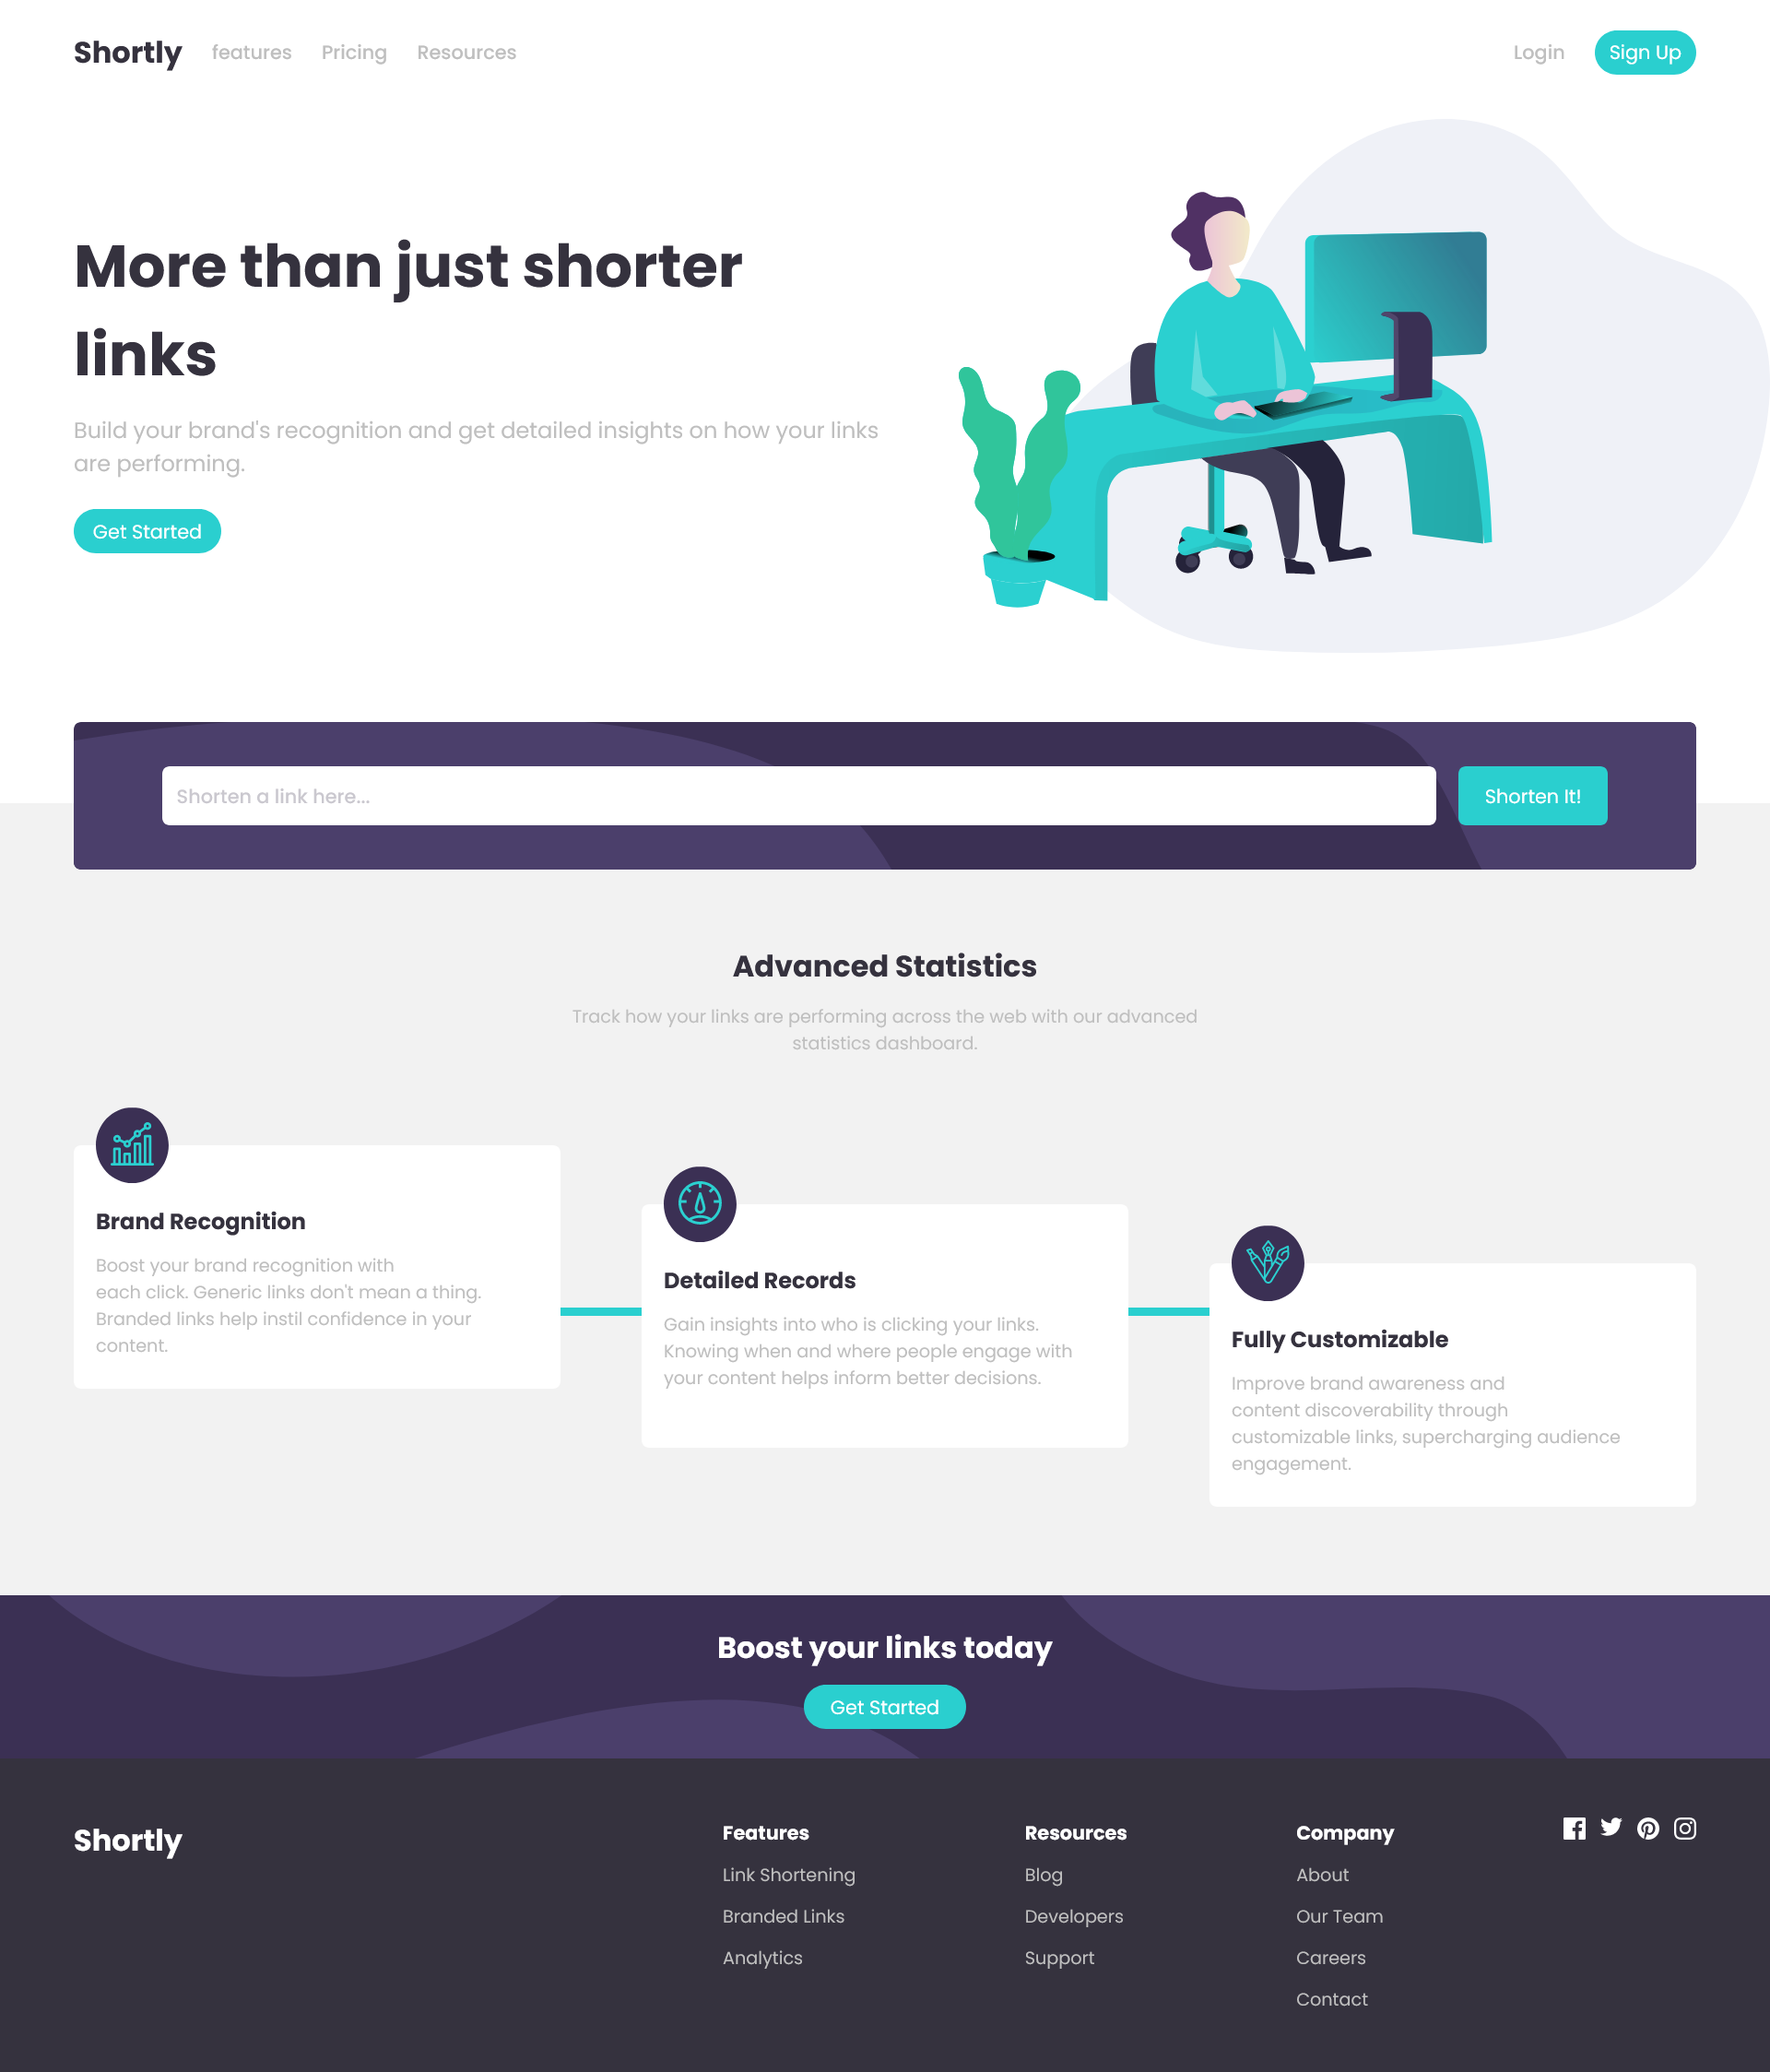 Shortly features Pricing Resources Login Sign Up
More than just shorter
links
Build your brand's recognition and get detailed insights on how your links
are performing.
Get Started
Shorten a link here...
Shorten It!
Advanced Statistics
Track how your links are performing across the web with our advanced
statistics dashboard.
Brand Recognition
Boost your brand recognition with
each click. Generic links don't mean a thing.
Branded links help instil confidence in your
content.
Detailed Records
Gain insights into who is clicking your links.
Knowing when and where people engage with
your content helps inform better decisions.
Fully Customizable
Improve brand awareness and
content discoverability through
customizable links, supercharging audience
engagement.
Boost your links today
Get Started
Shortly
Features
Link Shortening
Branded Links
Analytics
Resources
Blog
Developers
Support
Company
About
Our Team
Careers
Contact